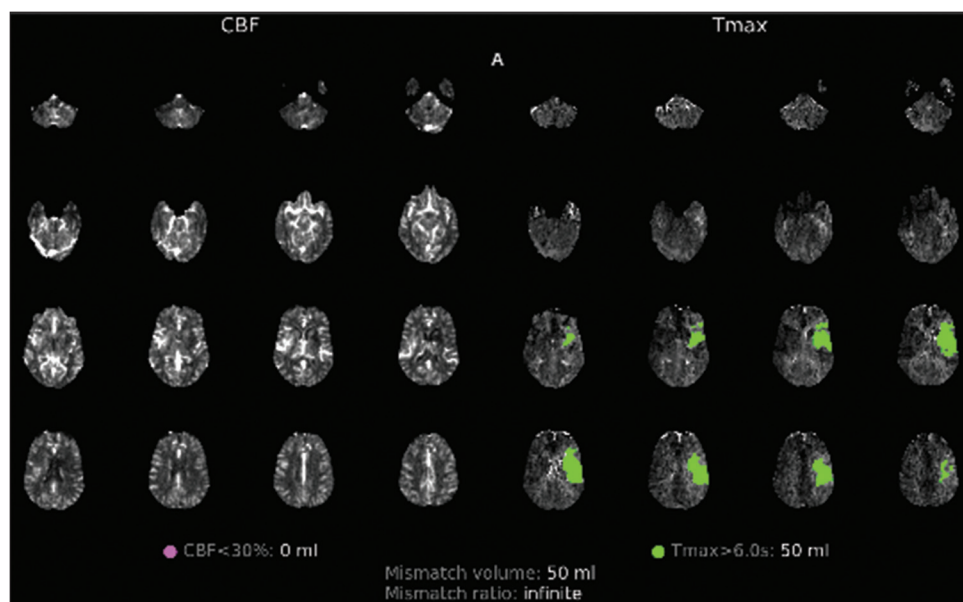 CBF Tmax
A
CBF<30%: 0 ml Tmax>6.0s: 50 ml
Mismatch volume: 50 ml
Mismatch ratio: infinite